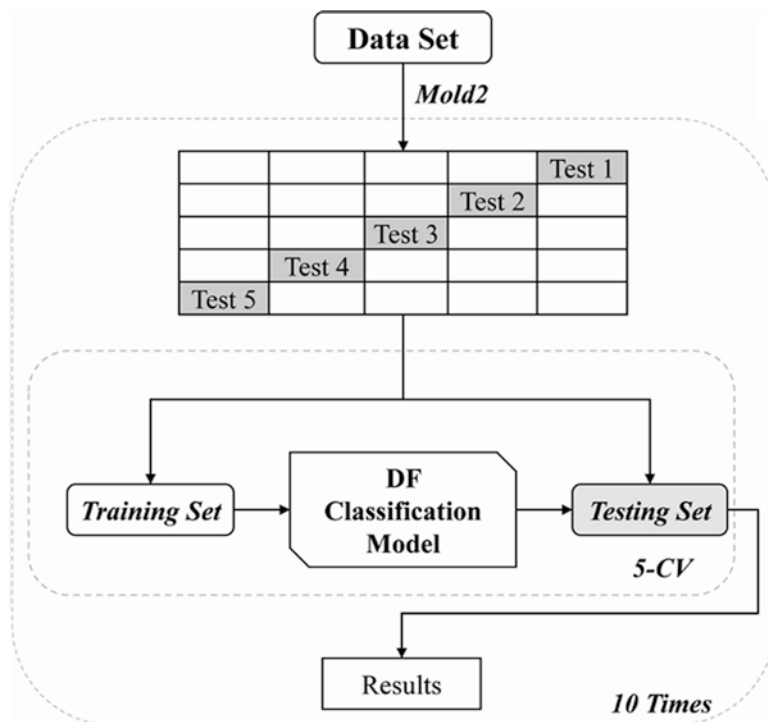 Data Set
Mold2
Test 1
Test 2
Test 3
Test 4
Test 5
Training Set
DF
Classification
Model
Testing Set
5-CV
Results
10 Times